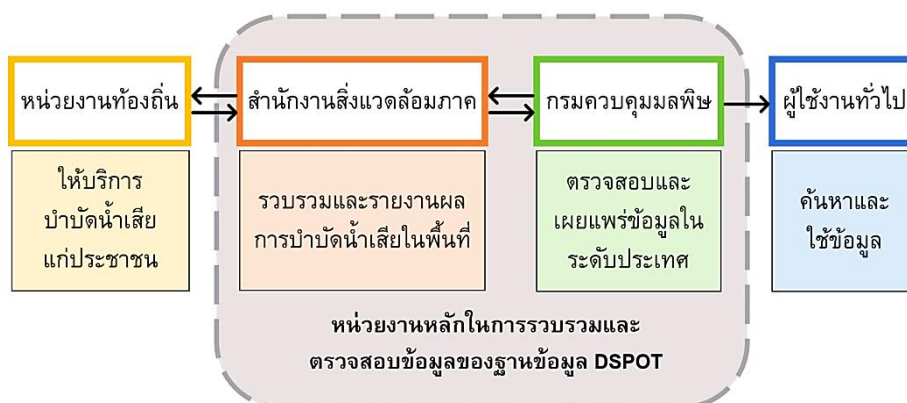 หน่วยงานท้องถิ่น
ให้บริการ
บำบัดน้ำเสีย
แก่ประชาชน
สำนักงานสิ่งแวดล้อมภาค
รวบรวมและรายงานผล
การบำบัดน้ำเสียในพื้นที่
กรมควบคุมมลพิษ
ตรวจสอบและ
เผยแพร่ข้อมูลใน
ระดับประเทศ
ผู้ใช้งานทั่วไป
ค้นหาและ
ใช้ข้อมูล
หน่วยงานหลักในการรวบรวมและ
ตรวจสอบข้อมูลของฐานข้อมูล DSPOT